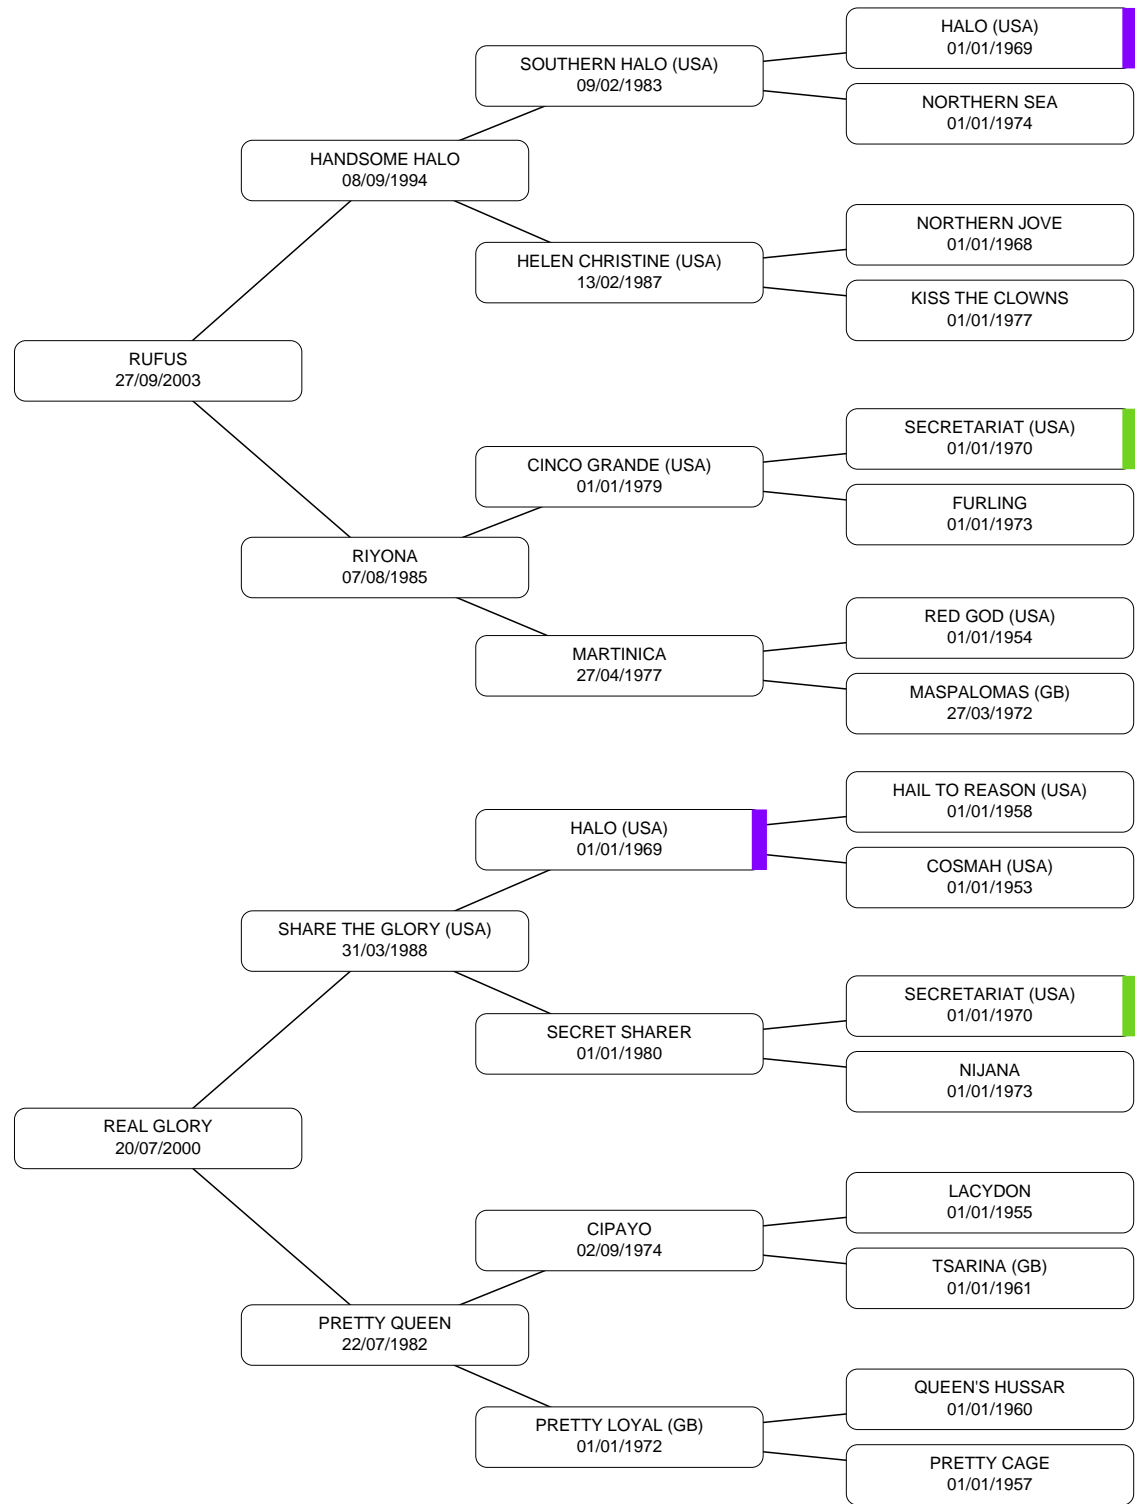 HALO (USA)
01/01/1969
SOUTHERN HALO (USA)
09/02/1983
NORTHERN SEA
01/01/1974
HANDSOME HALO
08/09/1994
NORTHERN JOVE
01/01/1968
HELEN CHRISTINE (USA)
13/02/1987
KISS THE CLOWNS
01/01/1977
RUFUS
27/09/2003
SECRETARIAT (USA)
01/01/1970
CINCO GRANDE (USA)
01/01/1979
FURLING
01/01/1973
RIYONA
07/08/1985
RED GOD (USA)
01/01/1954
MARTINICA
27/04/1977
MASPALOMAS (GB)
27/03/1972
HAIL TO REASON (USA)
01/01/1958
HALO (USA)
01/01/1969
COSMAH (USA)
01/01/1953
SHARE THE GLORY (USA)
31/03/1988
SECRETARIAT (USA)
01/01/1970
SECRET SHARER
01/01/1980
NIJANA
01/01/1973
REAL GLORY
20/07/2000
LACYDON
01/01/1955
CIPAYO
02/09/1974
TSARINA (GB)
01/01/1961
PRETTY QUEEN
22/07/1982
QUEEN'S HUSSAR
01/01/1960
PRETTY LOYAL (GB)
01/01/1972
PRETTY CAGE
01/01/1957